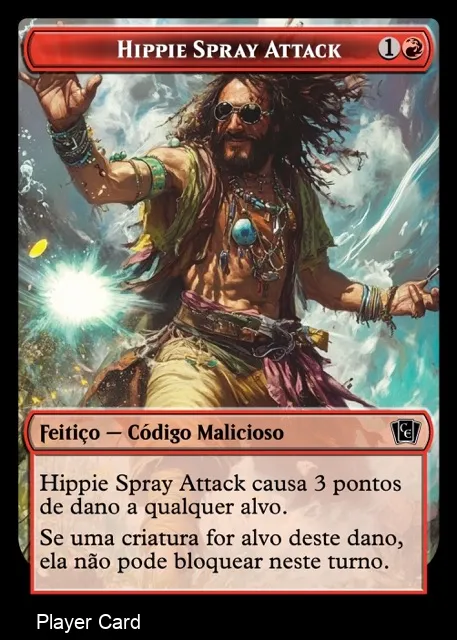 Hippie Spray Attack 1
Feitiço — Código Malicioso CE
Hippie Spray Attack causa 3 pontos
de dano a qualquer alvo.
Se uma criatura for alvo deste dano,
ela não pode bloquear neste turno.
Player Card